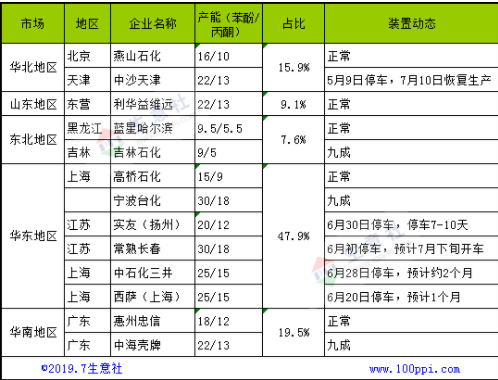 市场 地区 企业名称 产能（苯酚/丙酮） 占比 装置动态
华北地区 北京 燕山石化 16/10 15.9% 正常
天津 中沙天津 22/13 5月9日停车，7月10日恢复生产
山东地区 东营 利华益维远 22/13 9.1% 正常
东北地区 黑龙江 蓝星哈尔滨 9.5/5.5 7.6% 正常
吉林 吉林石化 9/5 九成
华东地区 上海 高桥石化 15/9 47.9% 正常
宁波台化 30/18 九成
江苏 实友（扬州） 20/12 6月30日停车，停车7-10天
江苏 常熟长春 30/18 6月初停车，预计7月下旬开车
上海 中石化三井 25/15 6月28日停车，预计约2个月
上海 西萨（上海） 25/15 6月20日停车，预计1个月
华南地区 广东 惠州忠信 18/12 19.5% 正常
广东 中海壳牌 22/13 九成
©2019.7生意社 www.100ppi.com